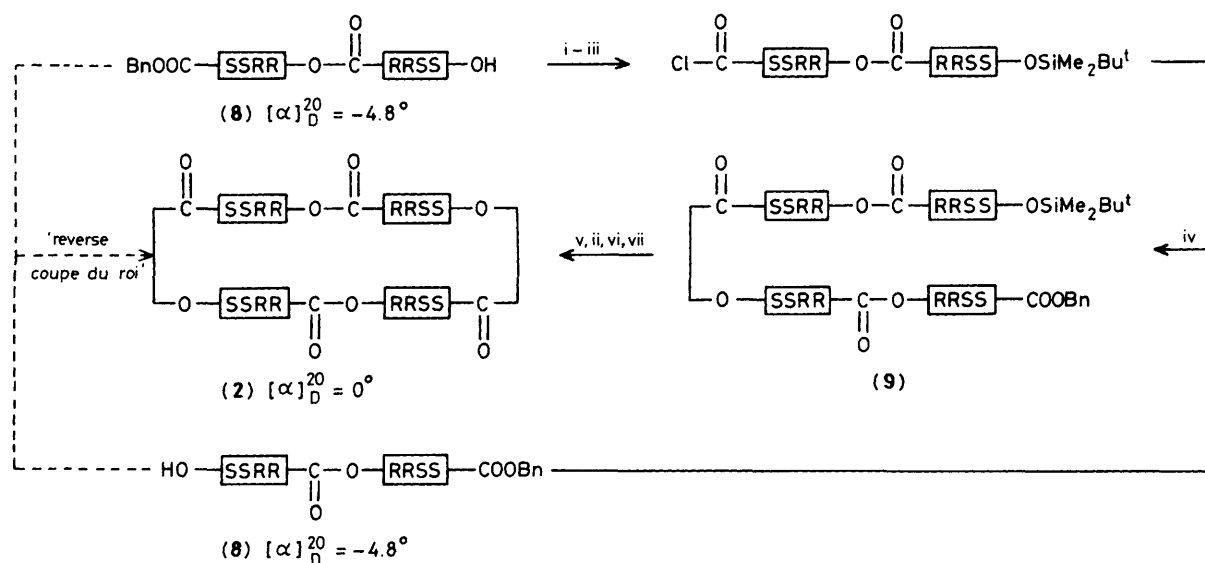 O O
BnOOC SSRR O C RRSS OH i – iii Cl C SSRR O C RRSS OSiMe₂Buᵗ
(8) [α]²⁰D = −4.8°
O O O O
C SSRR O C RRSS O C SSRR O C RRSS OSiMe₂Buᵗ
'reverse
coupe du roi'
v, ii, vi, vii
iv
O SSRR C O RRSS C O SSRR C O RRSS COOBn
O O O
(2) [α]²⁰D = 0°
(9)
HO SSRR C O RRSS COOBn
O
(8) [α]²⁰D = −4.8°